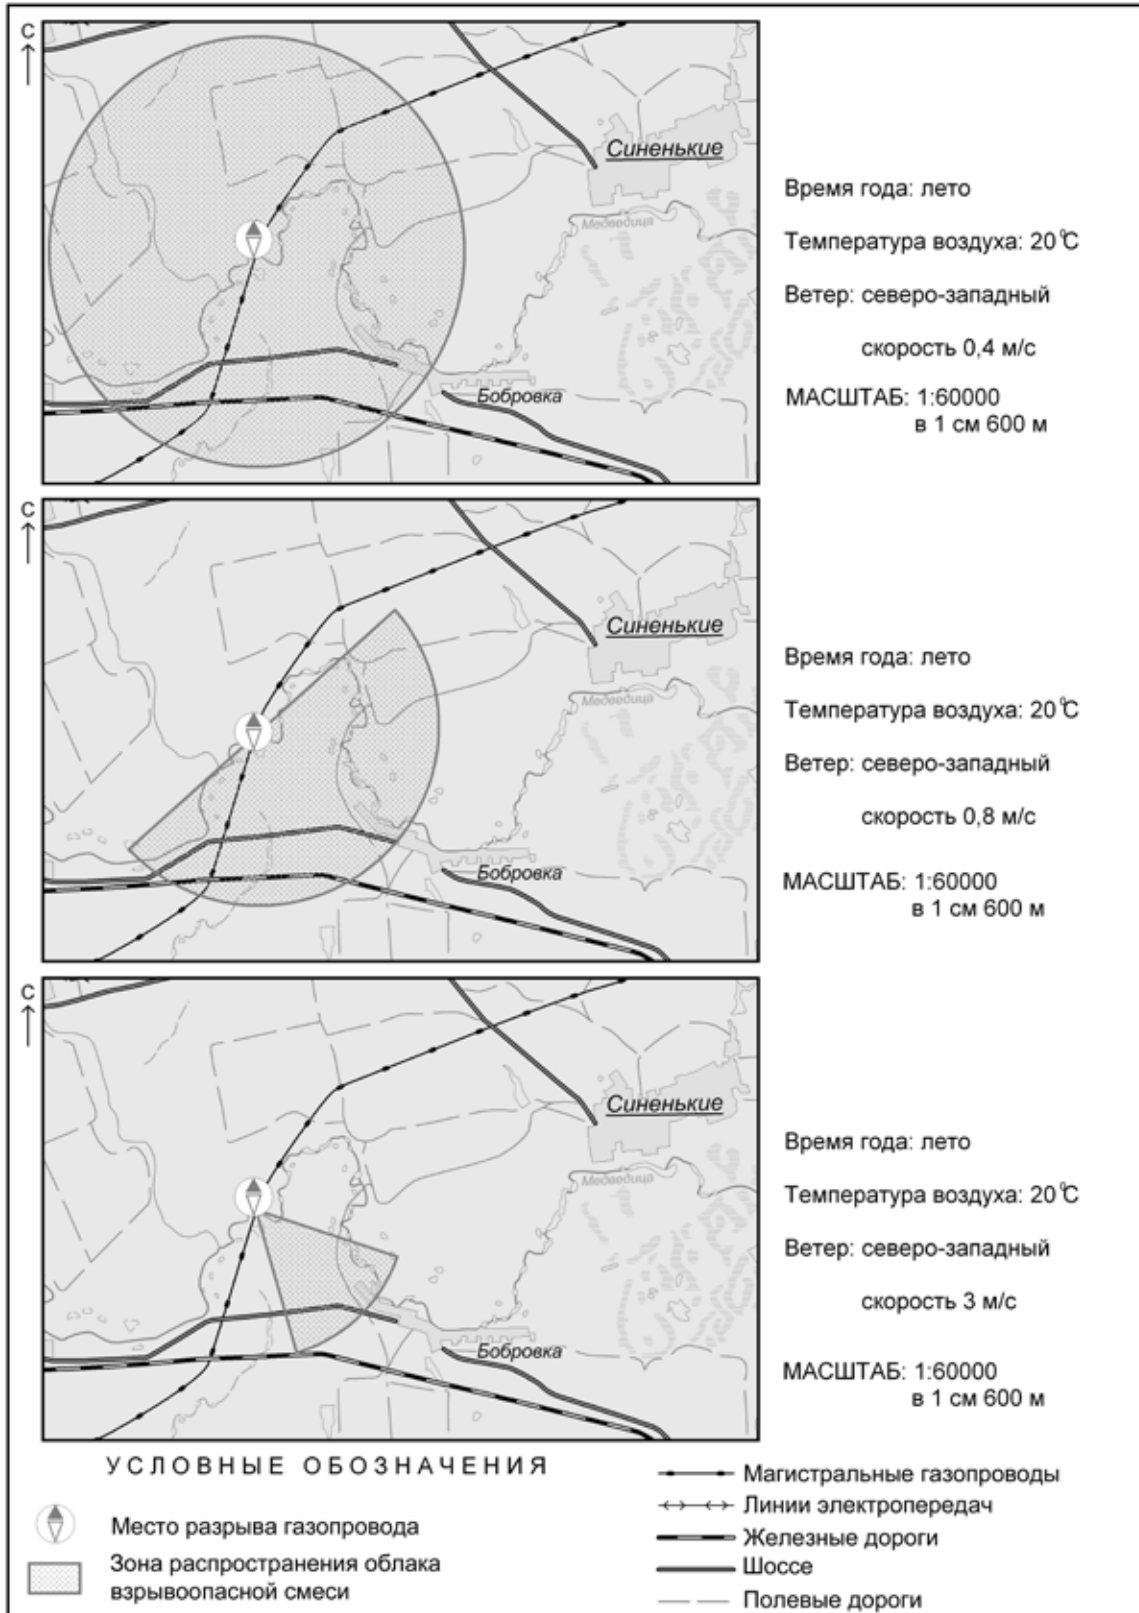 С
Синенькие
Медведица
Бобровка
Время года: лето
Температура воздуха: 20 °С
Ветер: северо-западный
скорость 0,4 м/с
МАСШТАБ: 1:60000
в 1 см 600 м
С
Синенькие
Медведица
Бобровка
Время года: лето
Температура воздуха: 20 °С
Ветер: северо-западный
скорость 0,8 м/с
МАСШТАБ: 1:60000
в 1 см 600 м
С
Синенькие
Медведица
Бобровка
Время года: лето
Температура воздуха: 20 °С
Ветер: северо-западный
скорость 3 м/с
МАСШТАБ: 1:60000
в 1 см 600 м
УСЛОВНЫЕ ОБОЗНАЧЕНИЯ
Место разрыва газопровода
Зона распространения облака
взрывоопасной смеси
Магистральные газопроводы
Линии электропередач
Железные дороги
Шоссе
Полевые дороги